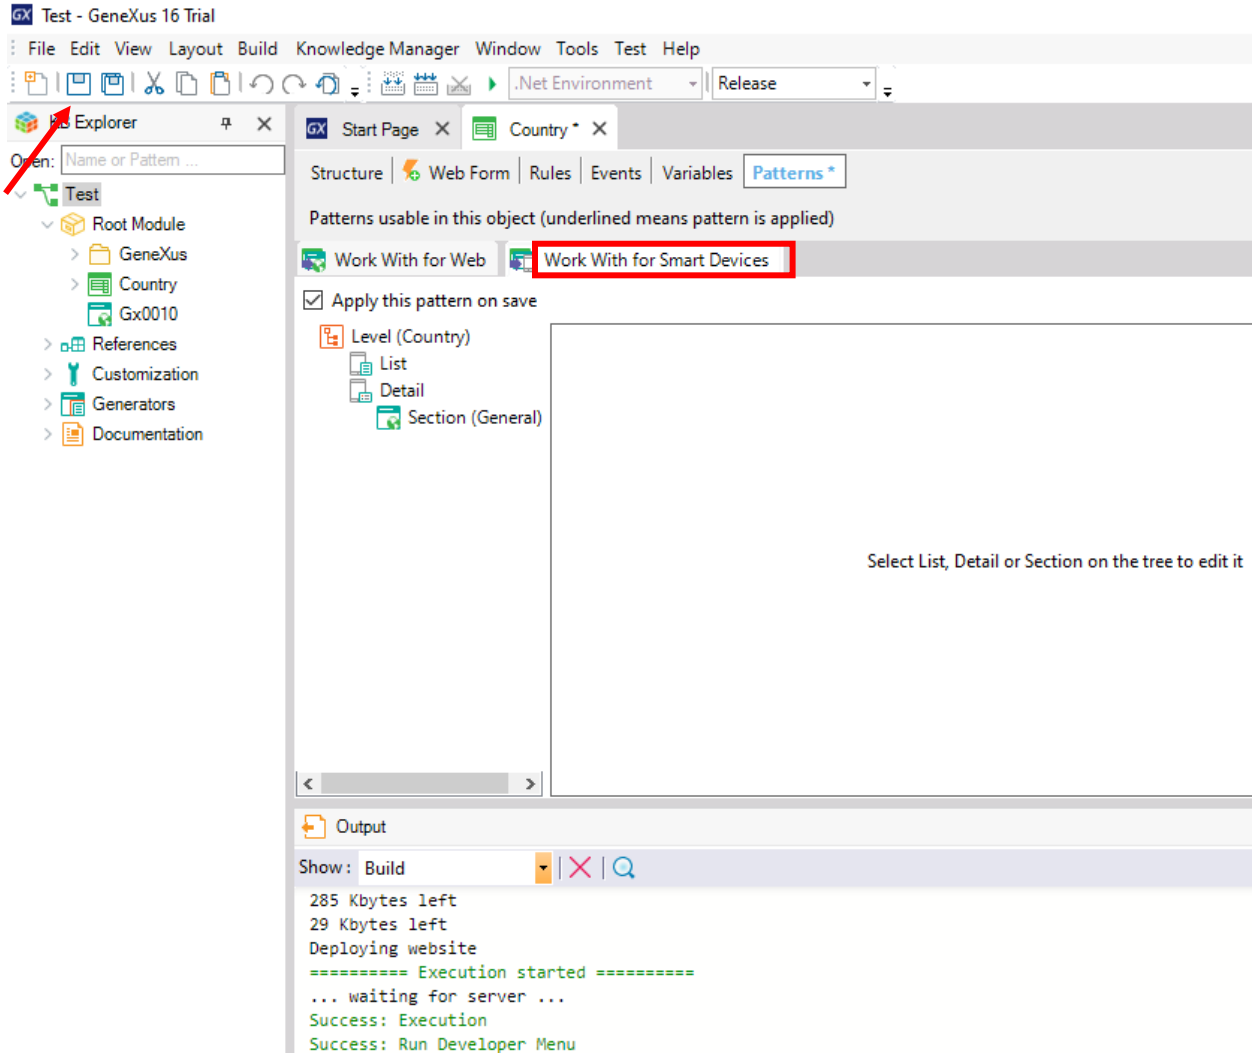 GX Test - GeneXus 16 Trial
File Edit View Layout Build Knowledge Manager Window Tools Test Help
.Net Environment Release
KB Explorer
GX Start Page Country *
Open: Name or Pattern ...
Structure Web Form Rules Events Variables Patterns *
Test
Root Module
Patterns usable in this object (underlined means pattern is applied)
GeneXus
Work With for Web Work With for Smart Devices
Country
Apply this pattern on save
Gx0010
Level (Country)
References
List
Customization
Detail
Generators
Section (General)
Documentation
Select List, Detail or Section on the tree to edit it
Output
Show: Build
285 Kbytes left
29 Kbytes left
Deploying website
========== Execution started ==========
... waiting for server ...
Success: Execution
Success: Run Developer Menu